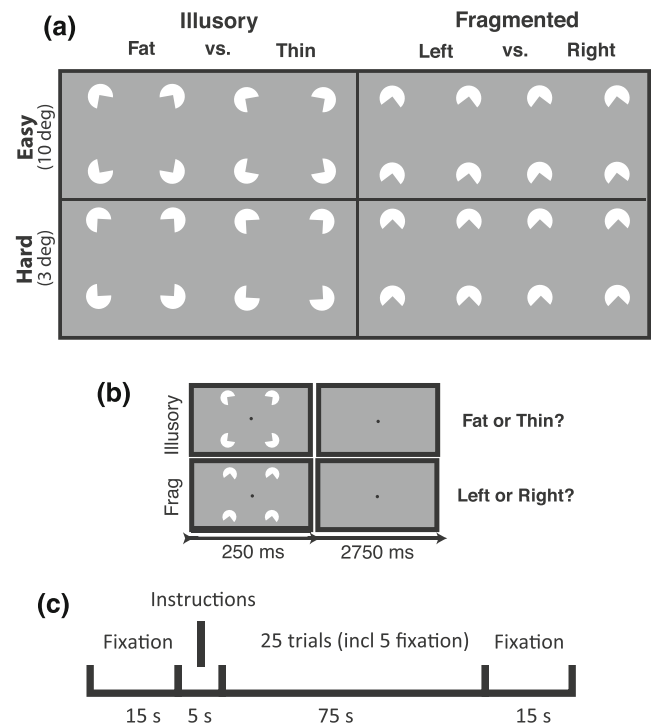 (a)
Illusory
Fragmented
Fat vs. Thin
Left vs. Right
Easy
(10 deg)
Hard
(3 deg)
(b)
Illusory
Fat or Thin?
Frag
Left or Right?
250 ms
2750 ms
(c)
Instructions
Fixation
25 trials (incl 5 fixation)
Fixation
15 s
5 s
75 s
15 s